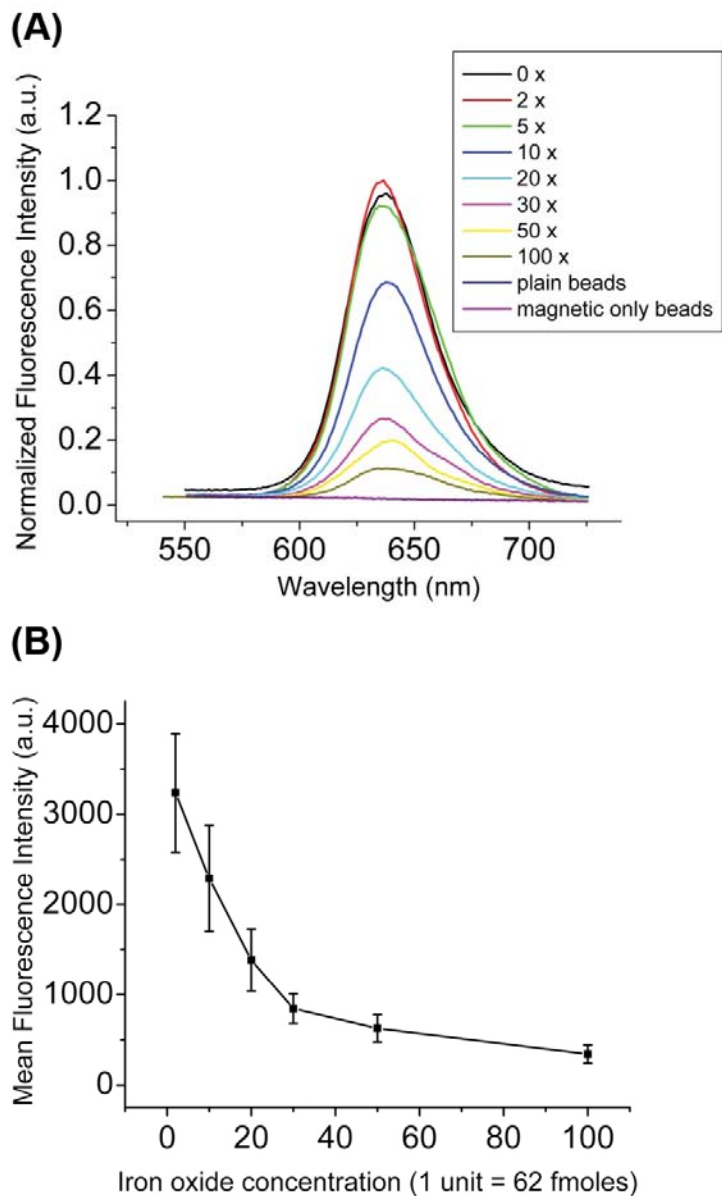 (A)
Normalized Fluorescence Intensity (a.u.)
1.2
1.0
0.8
0.6
0.4
0.2
0.0
550 600 650 700
Wavelength (nm)
0 x
2 x
5 x
10 x
20 x
30 x
50 x
100 x
plain beads
magnetic only beads
(B)
Mean Fluorescence Intensity (a.u.)
4000
3000
2000
1000
0
0 20 40 60 80 100
Iron oxide concentration (1 unit = 62 fmoles)